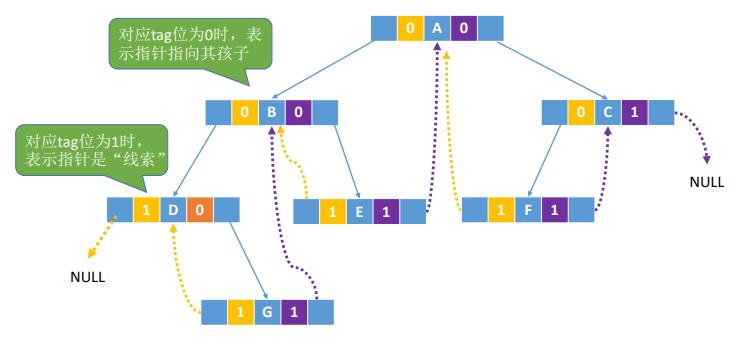 对应tag位为0时，表
示指针指向其孩子
0 A 0
0 B 0
0 C 1
对应tag位为1时，
表示指针是“线索”
NULL
1 D 0
1 E 1
1 F 1
NULL
1 G 1